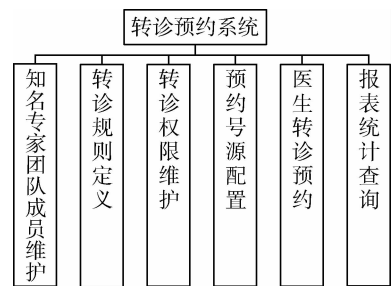 转诊预约系统
知名专家团队成员维护
转诊规则定义
转诊权限维护
预约号源配置
医生转诊预约
报表统计查询